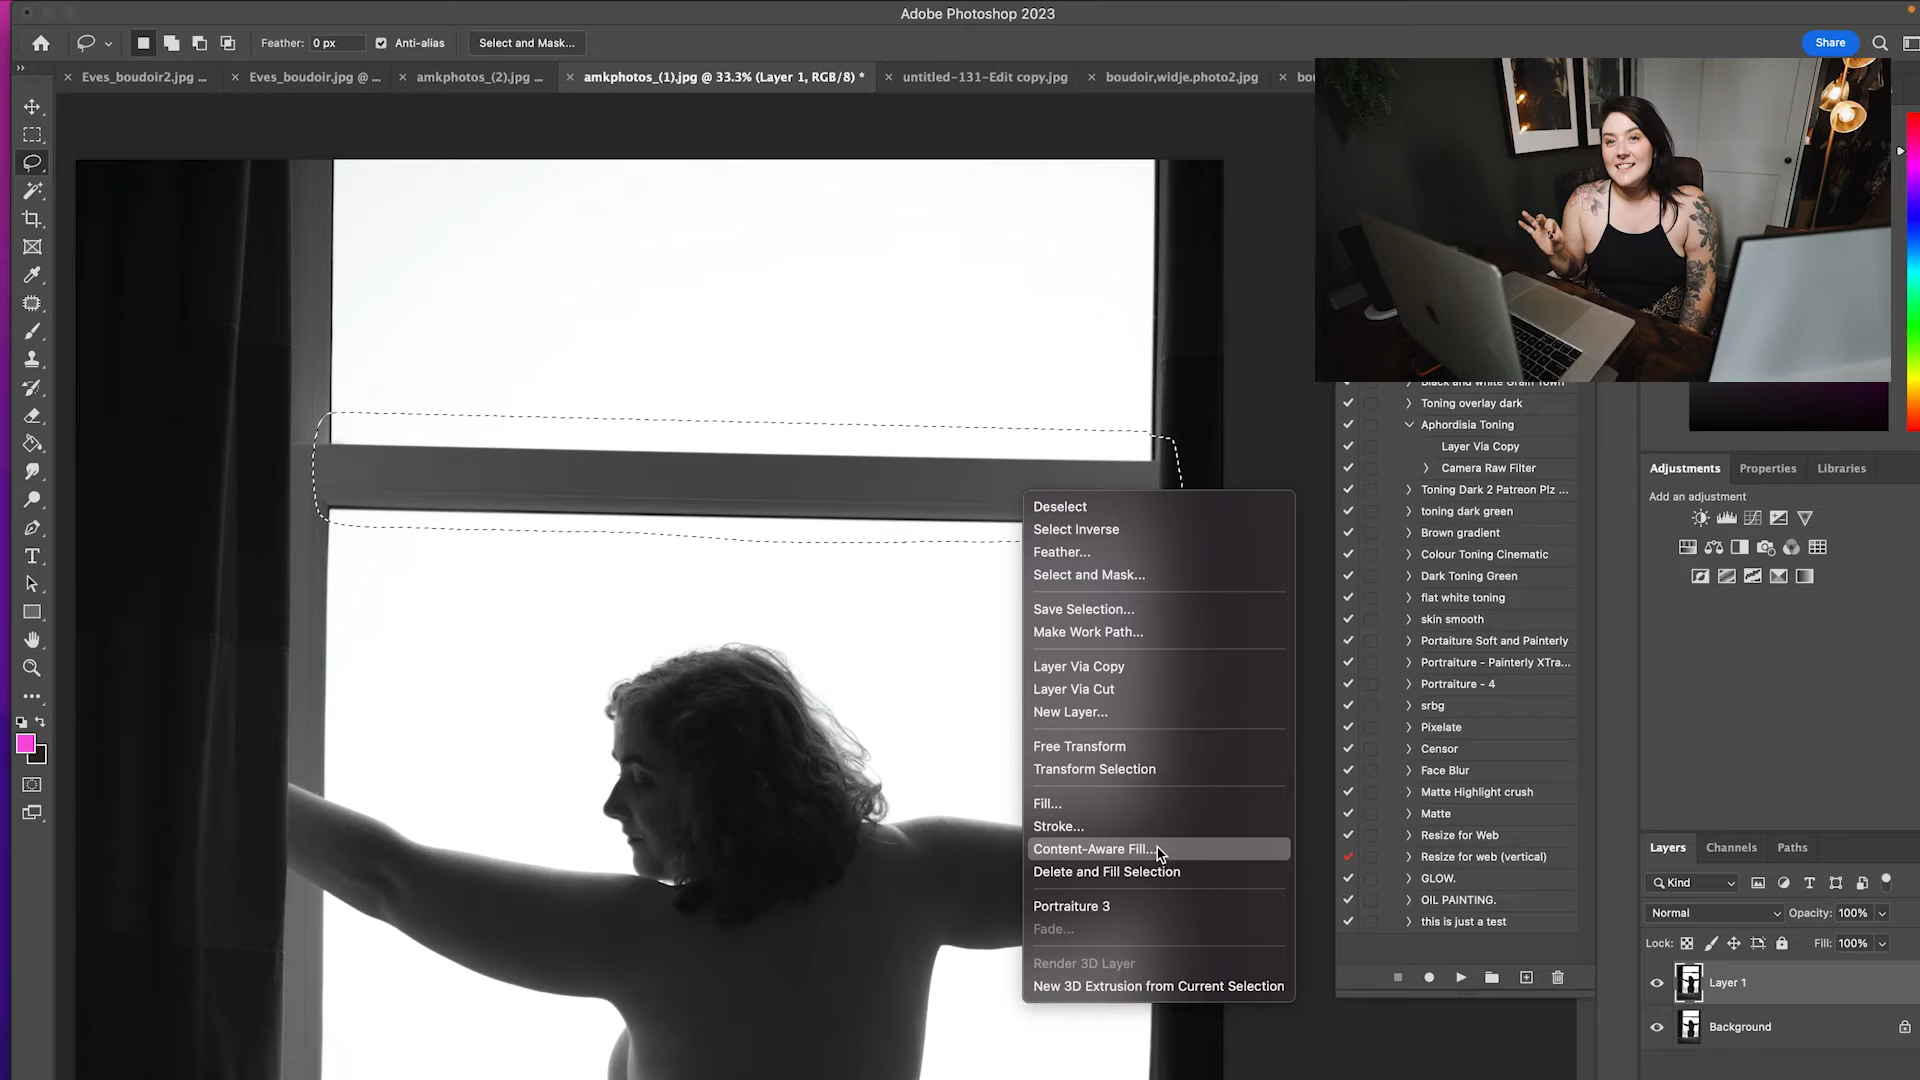 Adobe Photoshop 2023
Feather: 0 px
Anti-alias
Select and Mask...
Share
Eves_boudoir2.jpg ...
Eves_boudoir.jpg @ ...
amkphotos_(2).jpg ...
amkphotos_(1).jpg @ 33.3% (Layer 1, RGB/8) *
untitled-131-Edit copy.jpg
boudoir,widje.photo2.jpg
Deselect
Select Inverse
Feather...
Select and Mask...
Save Selection...
Make Work Path...
Layer Via Copy
Layer Via Cut
New Layer...
Free Transform
Transform Selection
Fill...
Stroke...
Content-Aware Fill...
Delete and Fill Selection
Portraiture 3
Fade...
Render 3D Layer
New 3D Extrusion from Current Selection
Black and white Grain Town
Toning overlay dark
Aphordisia Toning
Layer Via Copy
Camera Raw Filter
Toning Dark 2 Patreon Plz ...
toning dark green
Brown gradient
Colour Toning Cinematic
Dark Toning Green
flat white toning
skin smooth
Portaiture Soft and Painterly
Portraiture - Painterly XTra...
Portraiture - 4
srbg
Pixelate
Censor
Face Blur
Matte Highlight crush
Matte
Resize for Web
Resize for web (vertical)
GLOW.
OIL PAINTING.
this is just a test
Adjustments
Properties
Libraries
Add an adjustment
Layers
Channels
Paths
Kind
Normal
Opacity: 100%
Lock:
Fill: 100%
Layer 1
Background